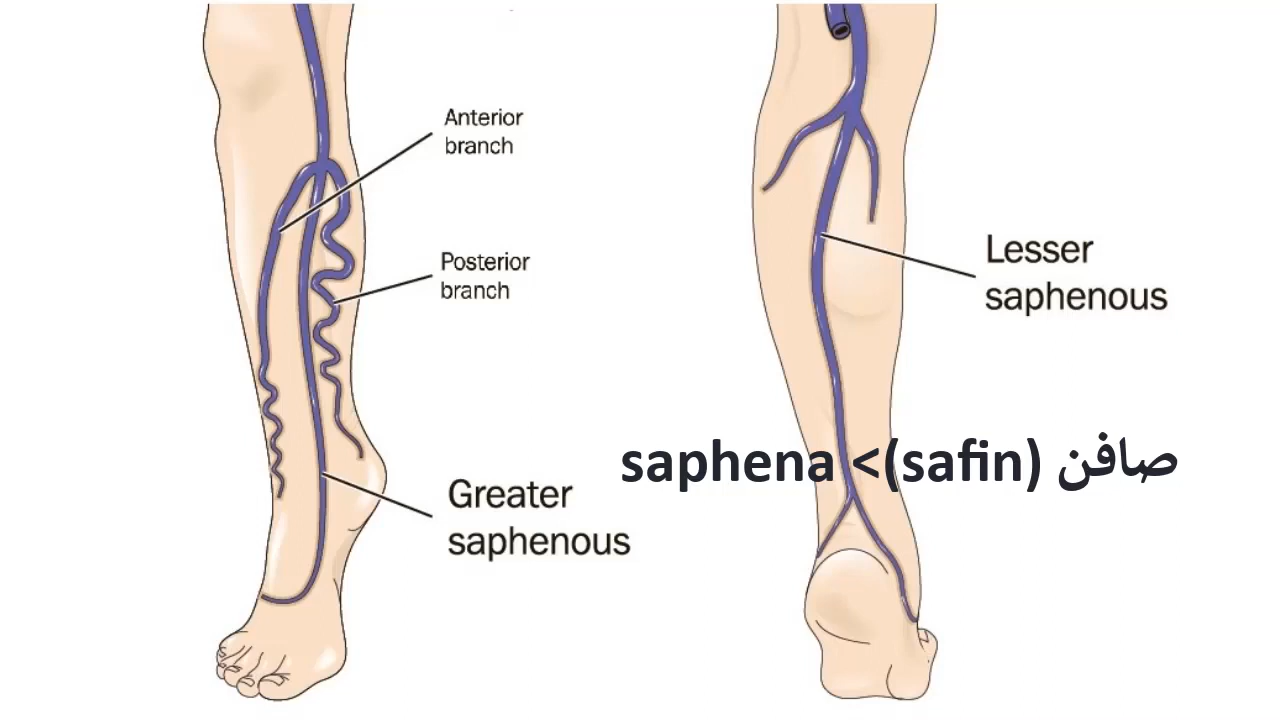 Anterior
branch
Posterior
branch
Greater
saphenous
Lesser
saphenous
saphena <(safin) صافن